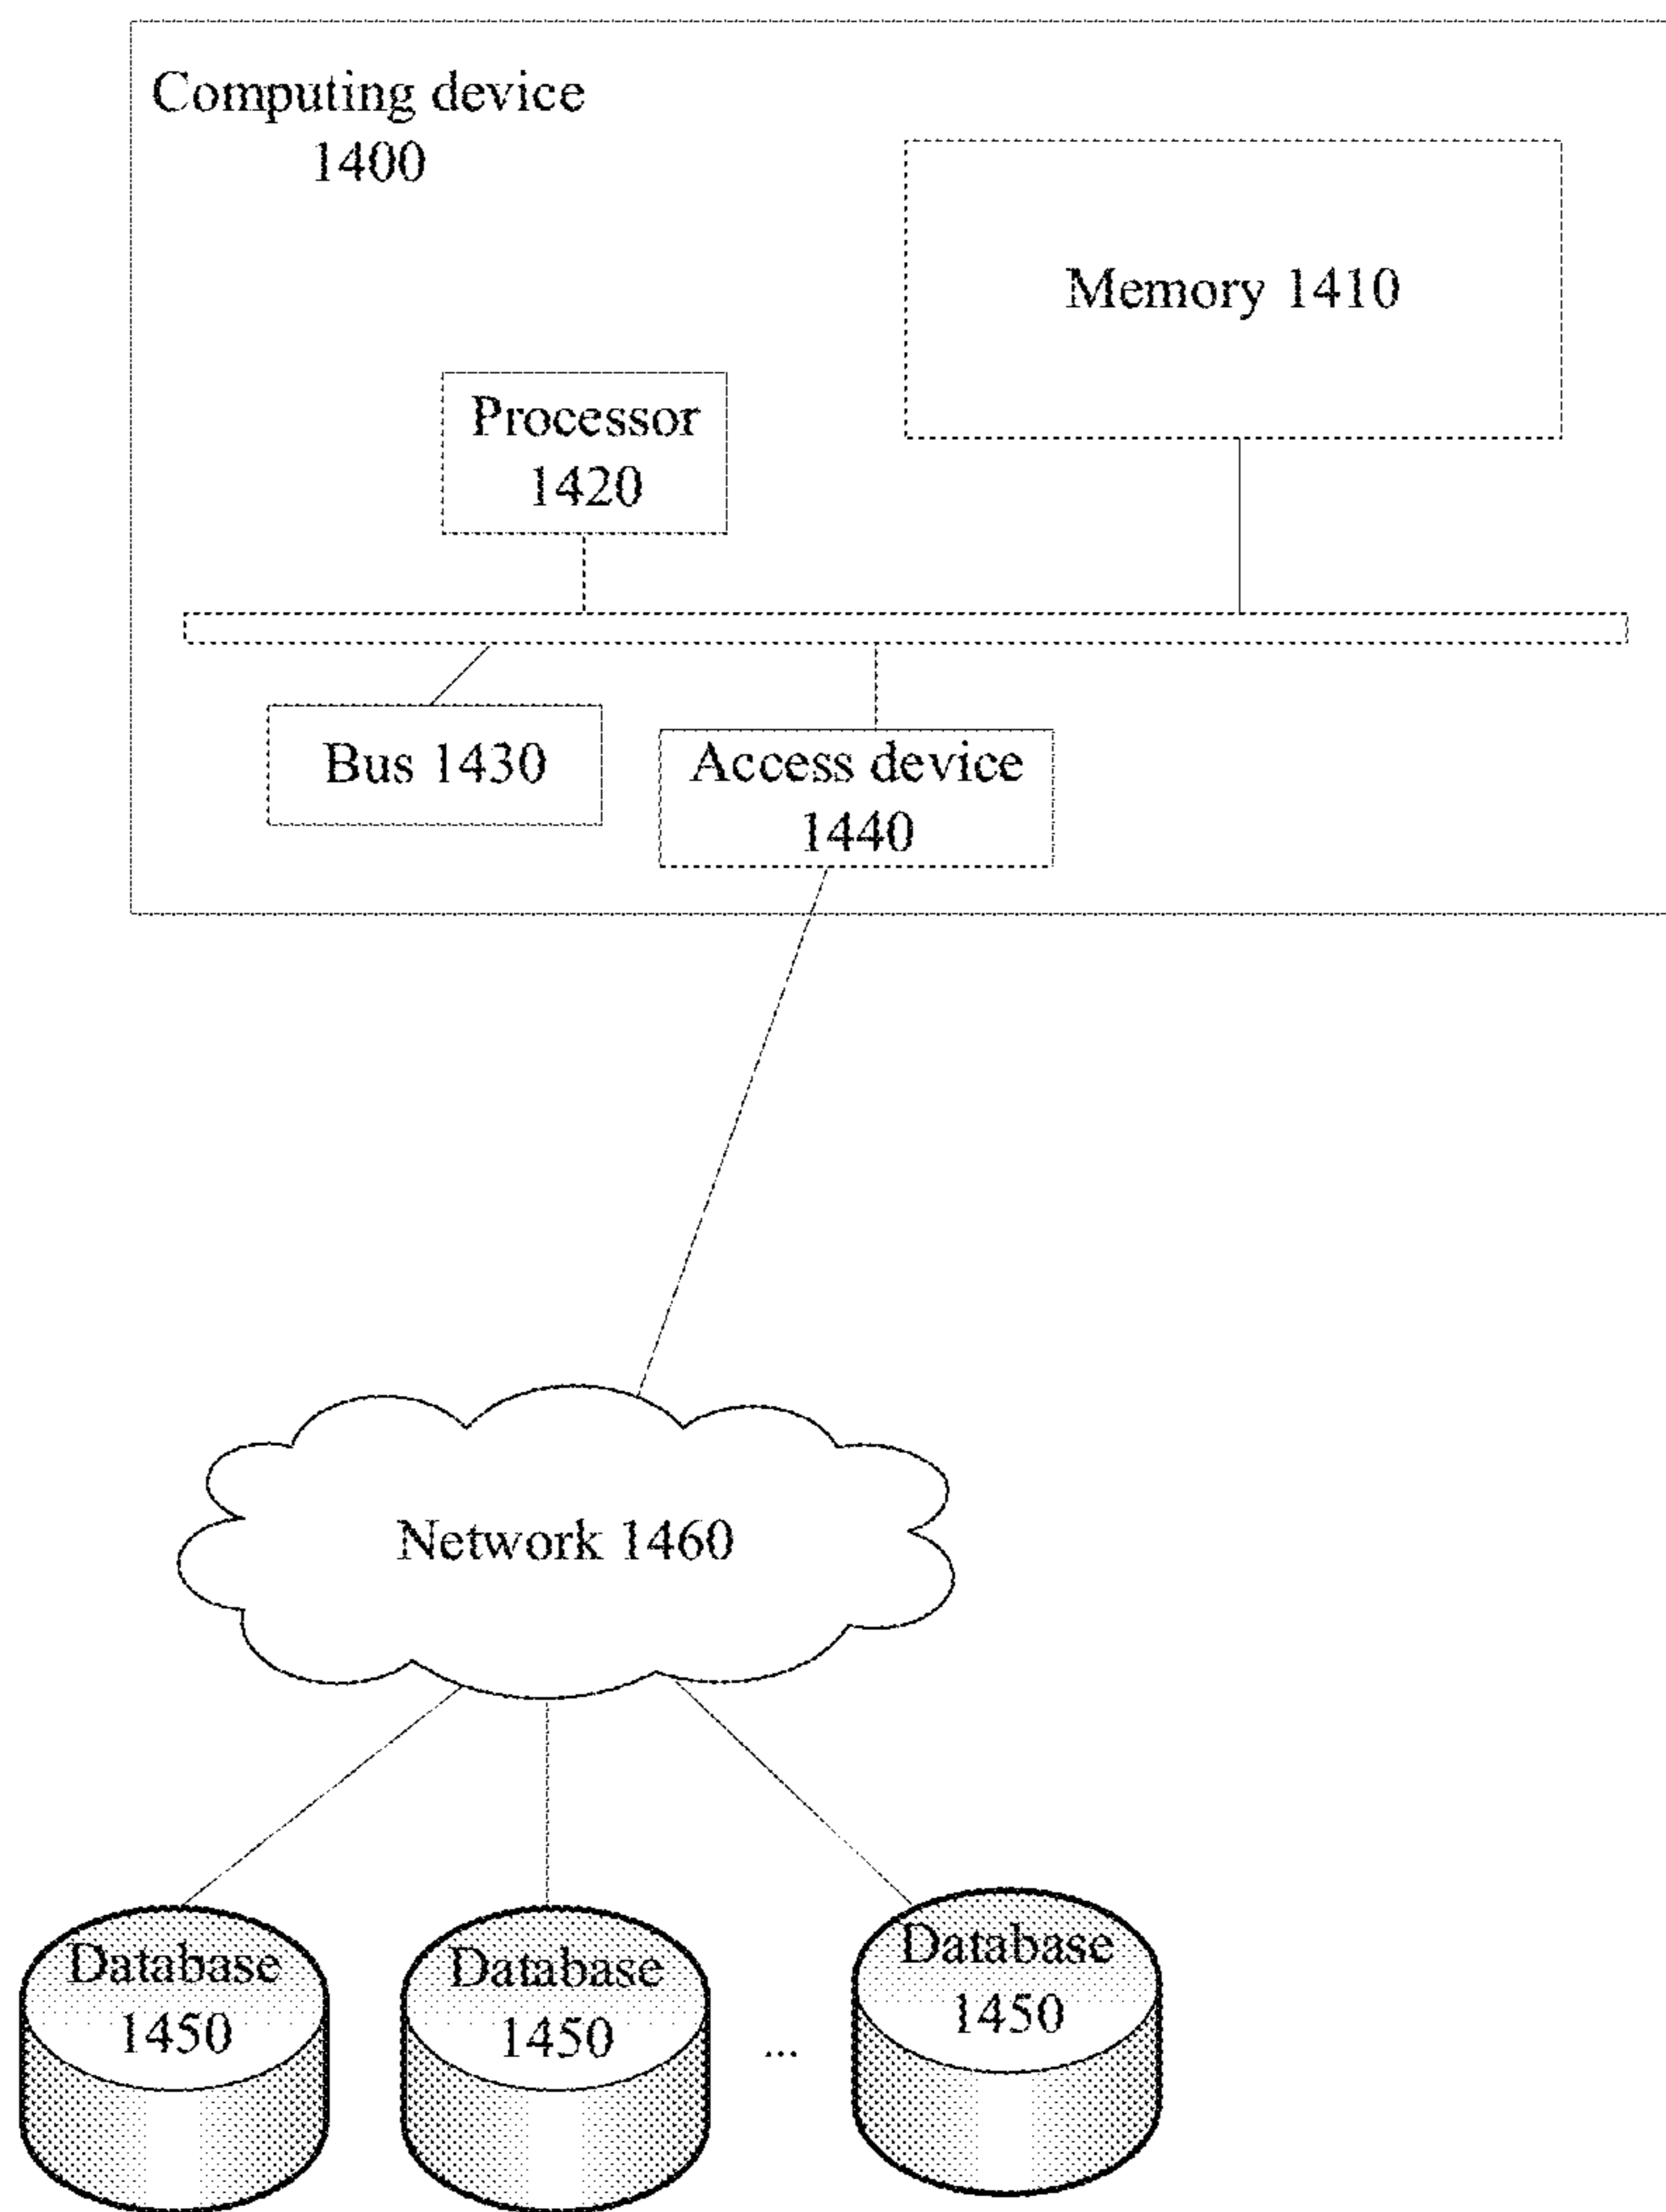 Computing device
1400
Memory 1410
Processor
1420
Bus 1430
Access device
1440
Network 1460
Database
1450
Database
1450
...
Database
1450